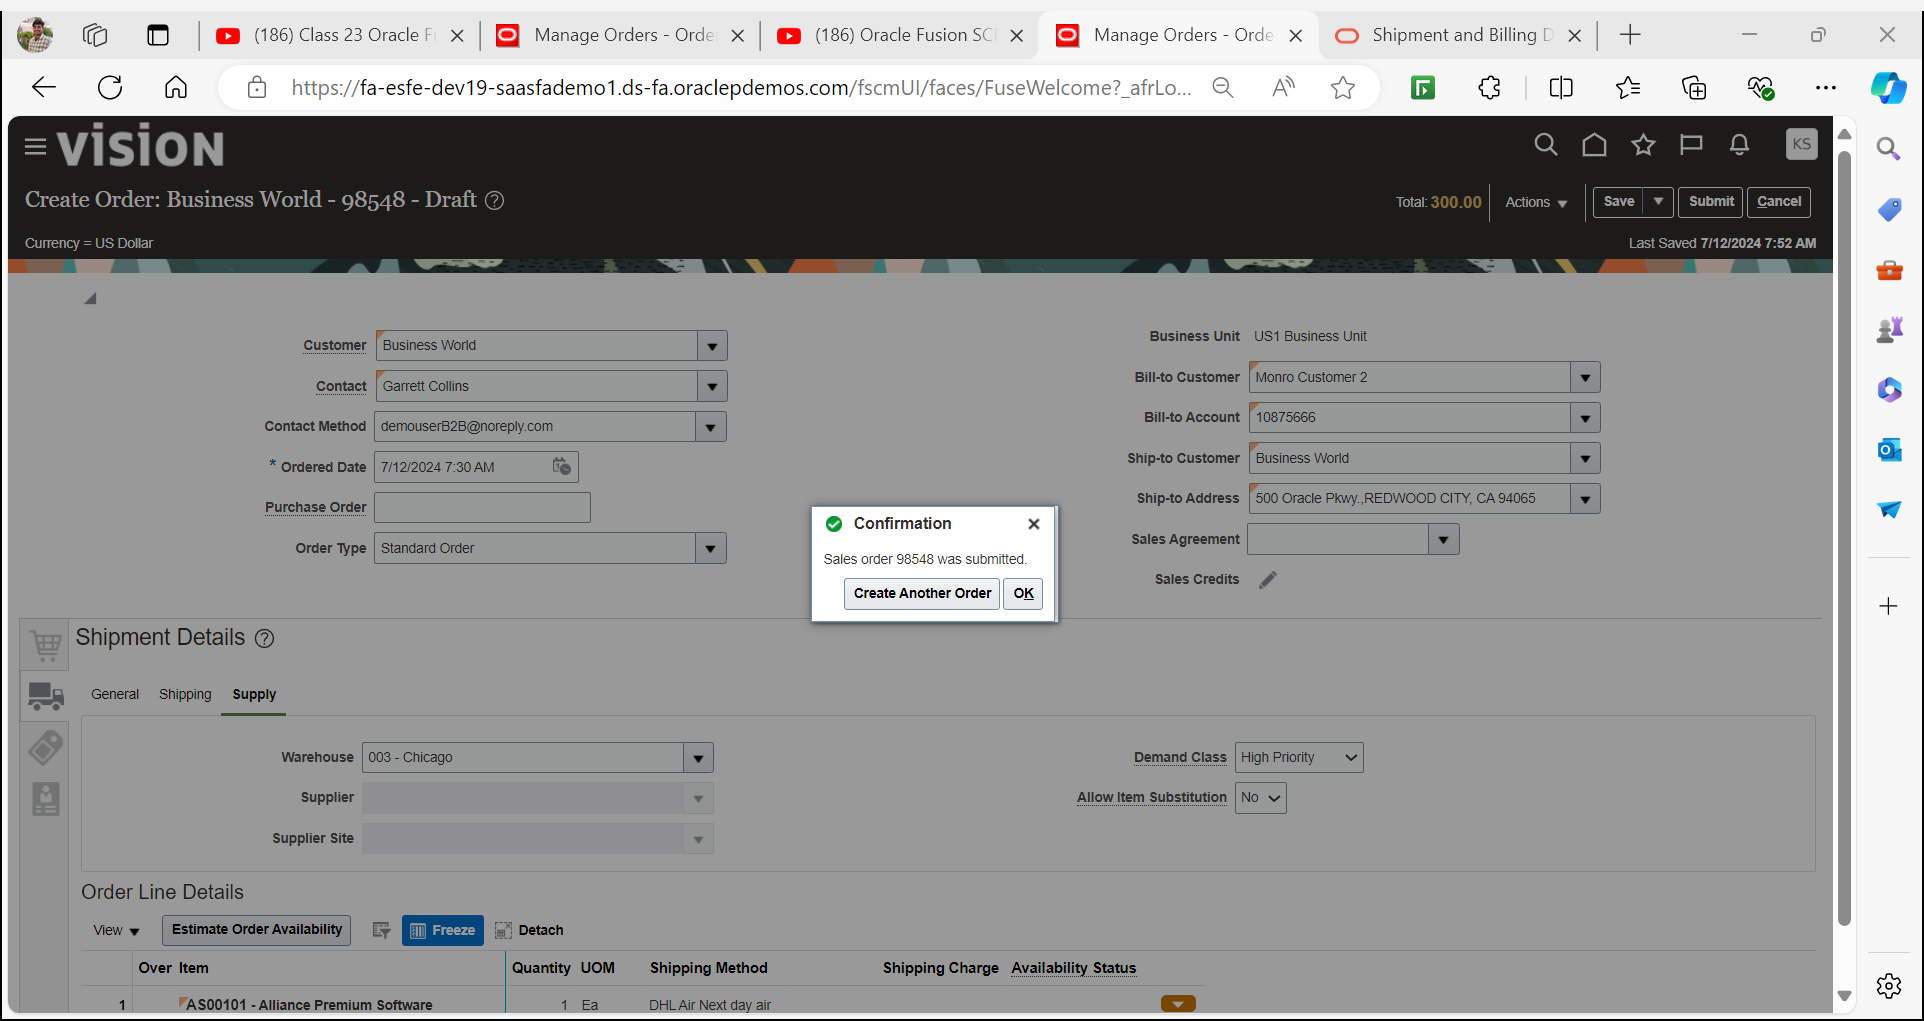 (186) Class 23 Oracle F
Manage Orders - Orde
(186) Oracle Fusion SC
Manage Orders - Orde
Shipment and Billing D
https://fa-esfe-dev19-saasfademo1.ds-fa.oraclepdemos.com/fscmUI/faces/FuseWelcome?_afrLo...
VISION
KS
Create Order: Business World - 98548 - Draft
Total: 300.00
Actions
Save
Submit
Cancel
Currency = US Dollar
Last Saved 7/12/2024 7:52 AM
Customer Business World
Contact Garrett Collins
Contact Method demouserB2B@noreply.com
* Ordered Date 7/12/2024 7:30 AM
Purchase Order
Order Type Standard Order
Business Unit US1 Business Unit
Bill-to Customer Monro Customer 2
Bill-to Account 10875666
Ship-to Customer Business World
Ship-to Address 500 Oracle Pkwy.,REDWOOD CITY, CA 94065
Sales Agreement
Sales Credits
Confirmation
Sales order 98548 was submitted.
Create Another Order OK
Shipment Details
General Shipping Supply
Warehouse 003 - Chicago
Supplier
Supplier Site
Demand Class High Priority
Allow Item Substitution No
Order Line Details
View Estimate Order Availability Freeze Detach
Over Item Quantity UOM Shipping Method Shipping Charge Availability Status
1 AS00101 - Alliance Premium Software 1 Ea DHL Air Next day air